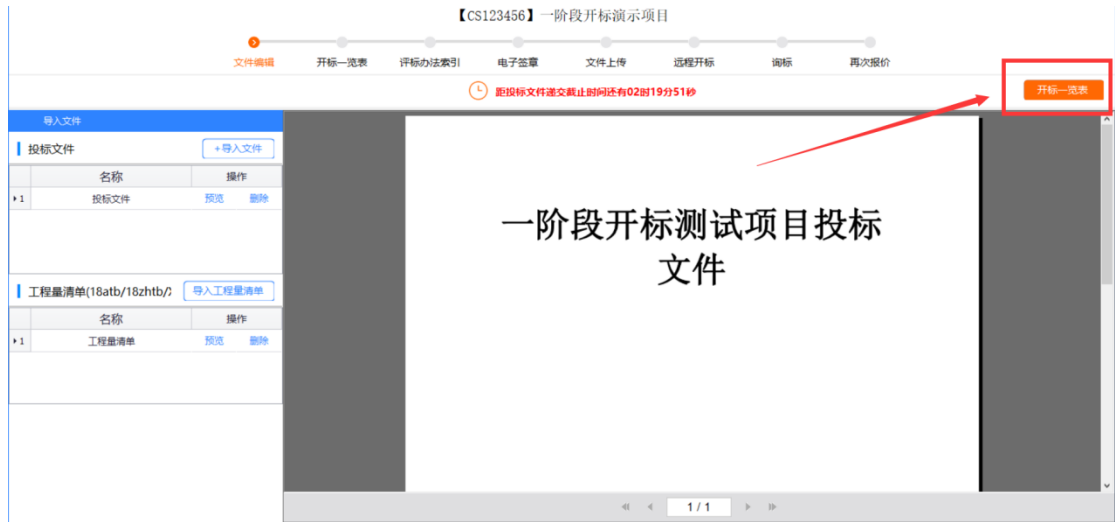 【CS123456】一阶段开标演示项目
文件编辑 开标一览表 评标办法索引 电子签章 文件上传 远程开标 询标 再次报价
距投标文件递交截止时间还有02时19分51秒
开标一览表
导入文件
投标文件 +导入文件
名称 操作
1 投标文件 预览 删除
工程量清单(18atb/18zhtb/ 导入工程量清单
名称 操作
1 工程量清单 预览 删除
一阶段开标测试项目投标
文件
1 / 1